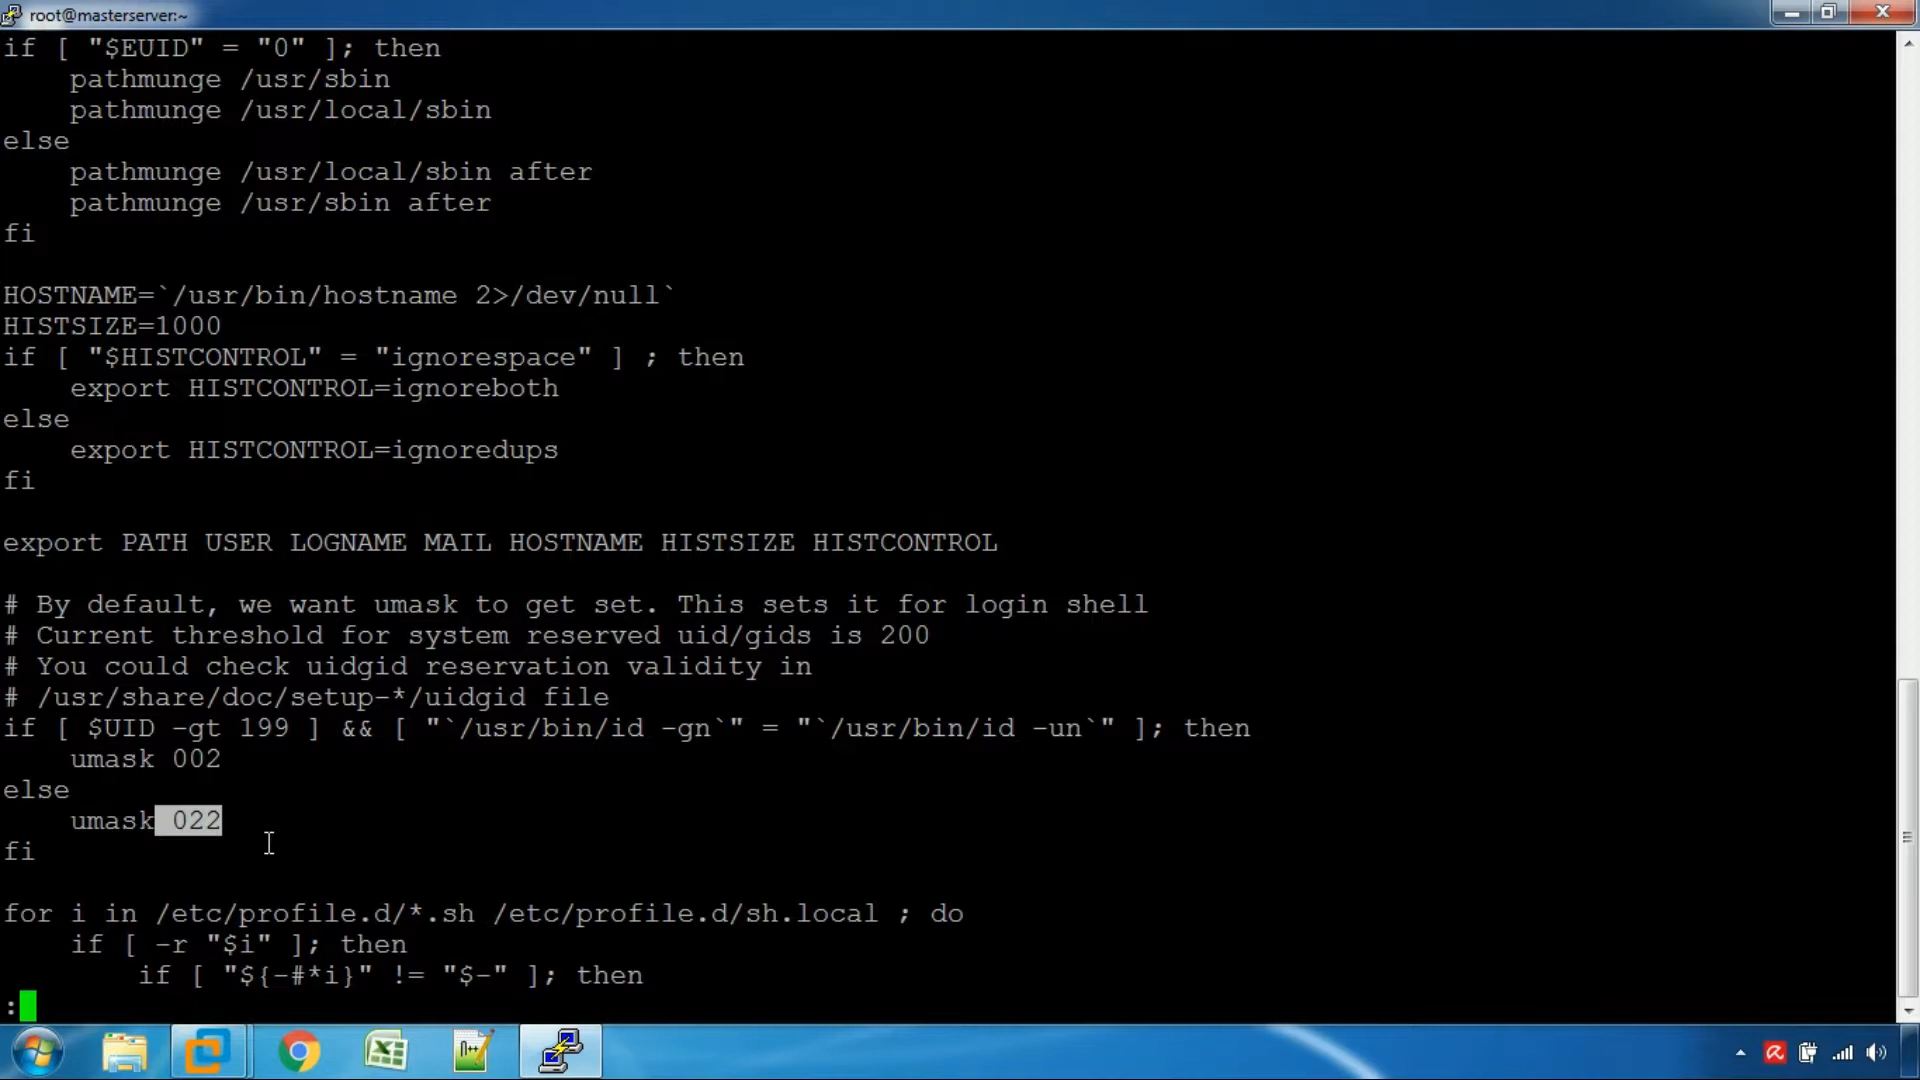 root@masterserver:~
if [ "$EUID" = "0" ]; then
    pathmunge /usr/sbin
    pathmunge /usr/local/sbin
else
    pathmunge /usr/local/sbin after
    pathmunge /usr/sbin after
fi
HOSTNAME=`/usr/bin/hostname 2>/dev/null`
HISTSIZE=1000
if [ "$HISTCONTROL" = "ignorespace" ] ; then
    export HISTCONTROL=ignoreboth
else
    export HISTCONTROL=ignoredups
fi
export PATH USER LOGNAME MAIL HOSTNAME HISTSIZE HISTCONTROL
# By default, we want umask to get set. This sets it for login shell
# Current threshold for system reserved uid/gids is 200
# You could check uidgid reservation validity in
# /usr/share/doc/setup-*/uidgid file
if [ $UID -gt 199 ] && [ "`/usr/bin/id -gn`" = "`/usr/bin/id -un`" ]; then
    umask 002
else
    umask 022
fi
for i in /etc/profile.d/*.sh /etc/profile.d/sh.local ; do
    if [ -r "$i" ]; then
        if [ "${-#*i}" != "$-" ]; then
: